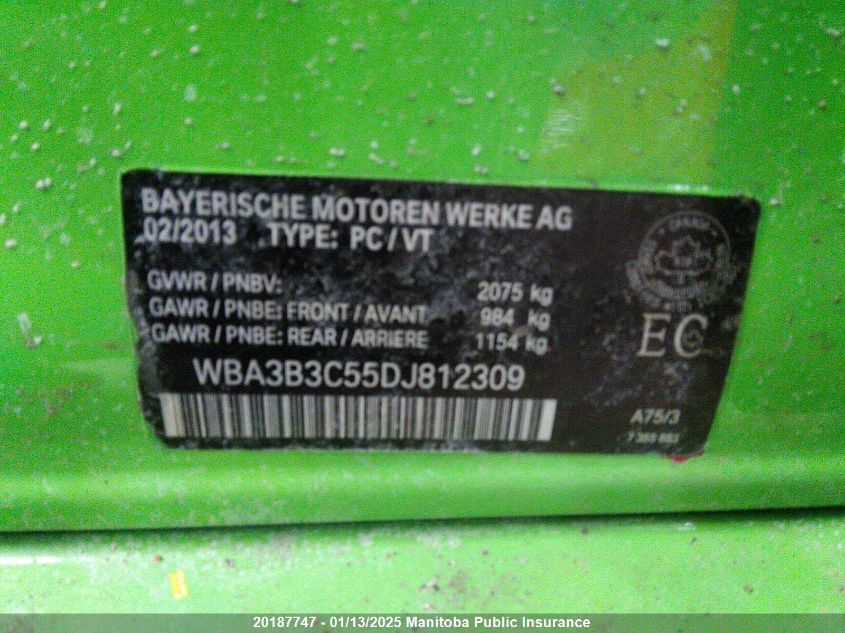 BAYERISCHE MOTOREN WERKE AG
02/2013 TYPE: PC / VT
GVWR / PNBV: 2075 kg
GAWR / PNBE: FRONT / AVANT 984 kg
GAWR / PNBE: REAR / ARRIERE 1154 kg
WBA3B3C55DJ812309
EC
A75/3
20187747 - 01/13/2025 Manitoba Public Insurance